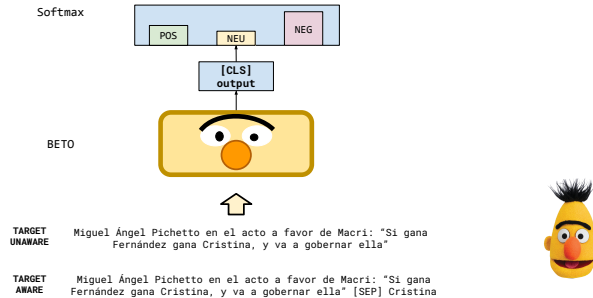 Softmax
POS
NEU
NEG
[CLS]
output
BETO
TARGET
UNAWARE
Miguel Ángel Pichetto en el acto a favor de Macri: “Si gana
Fernández gana Cristina, y va a gobernar ella”
TARGET
AWARE
Miguel Ángel Pichetto en el acto a favor de Macri: “Si gana
Fernández gana Cristina, y va a gobernar ella” [SEP] Cristina